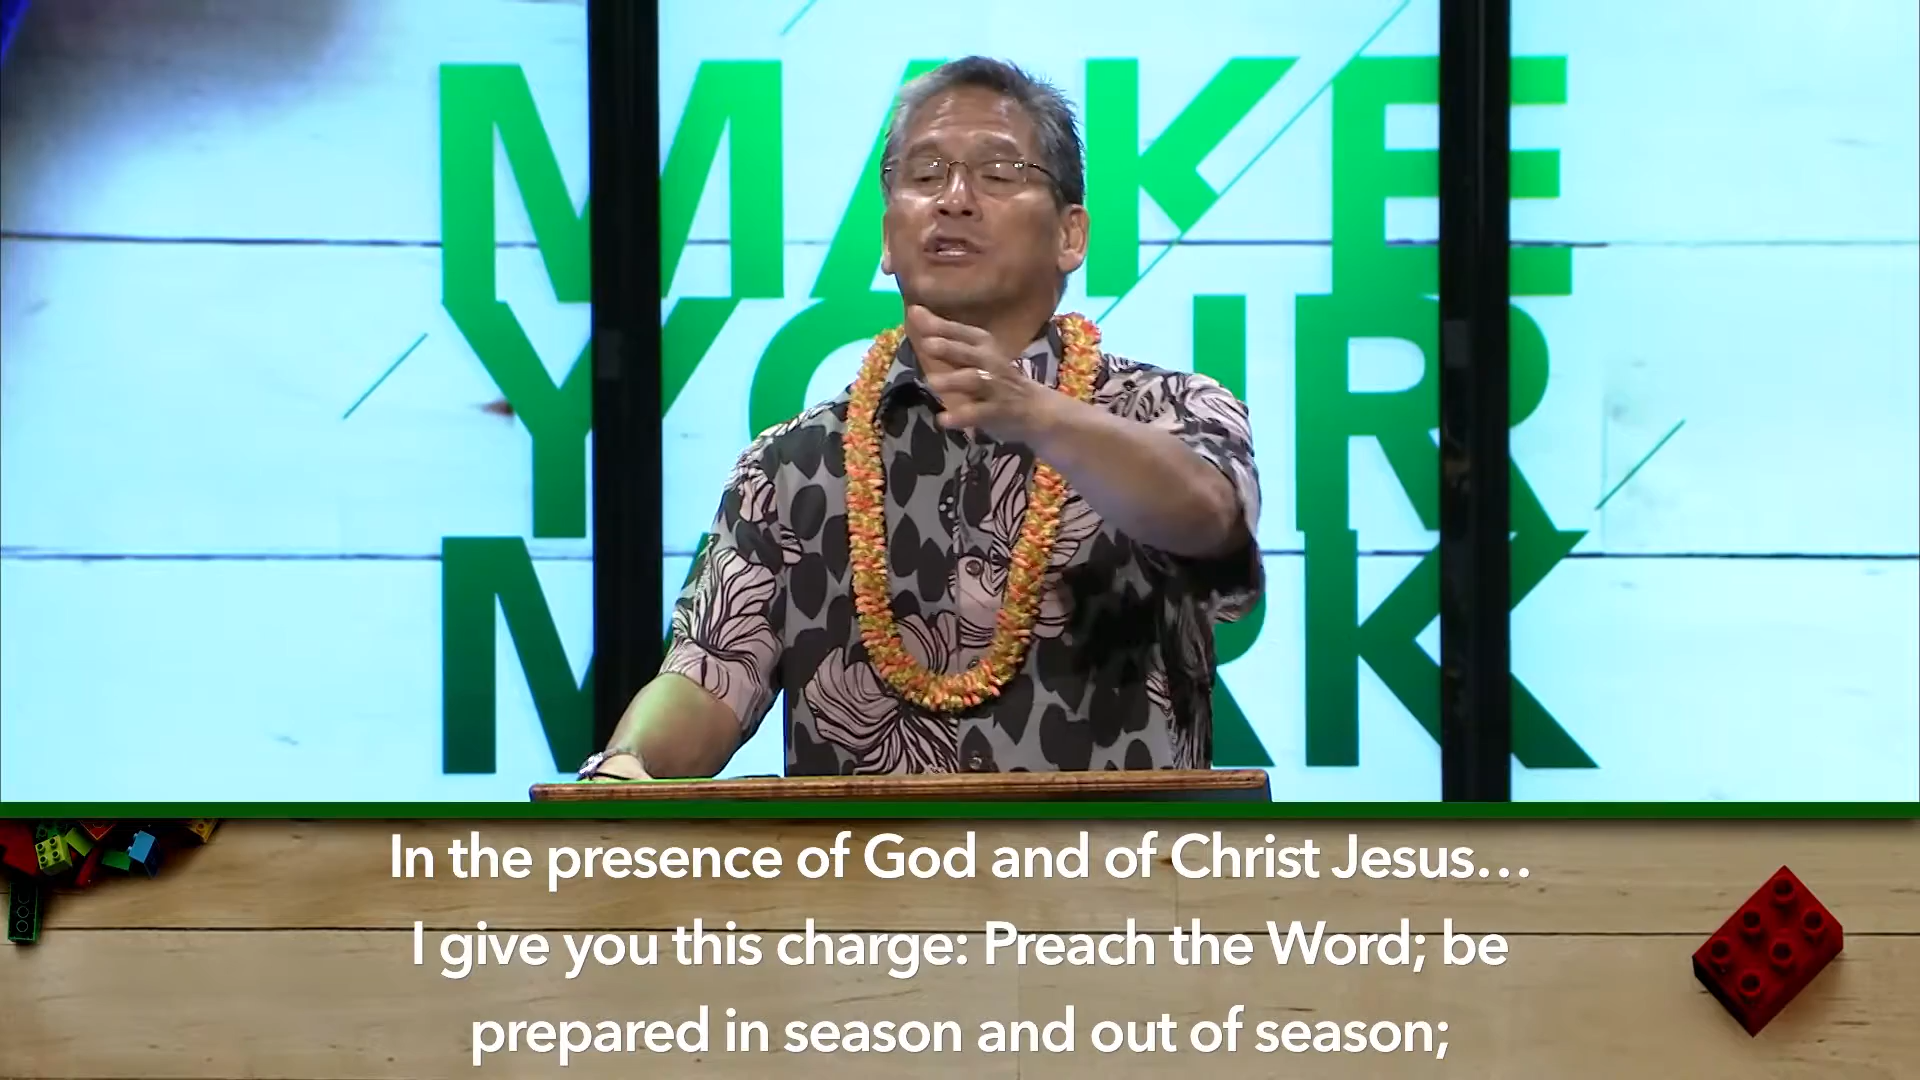 MAKE
YOUR
MARK
In the presence of God and of Christ Jesus…
I give you this charge: Preach the Word; be
prepared in season and out of season;